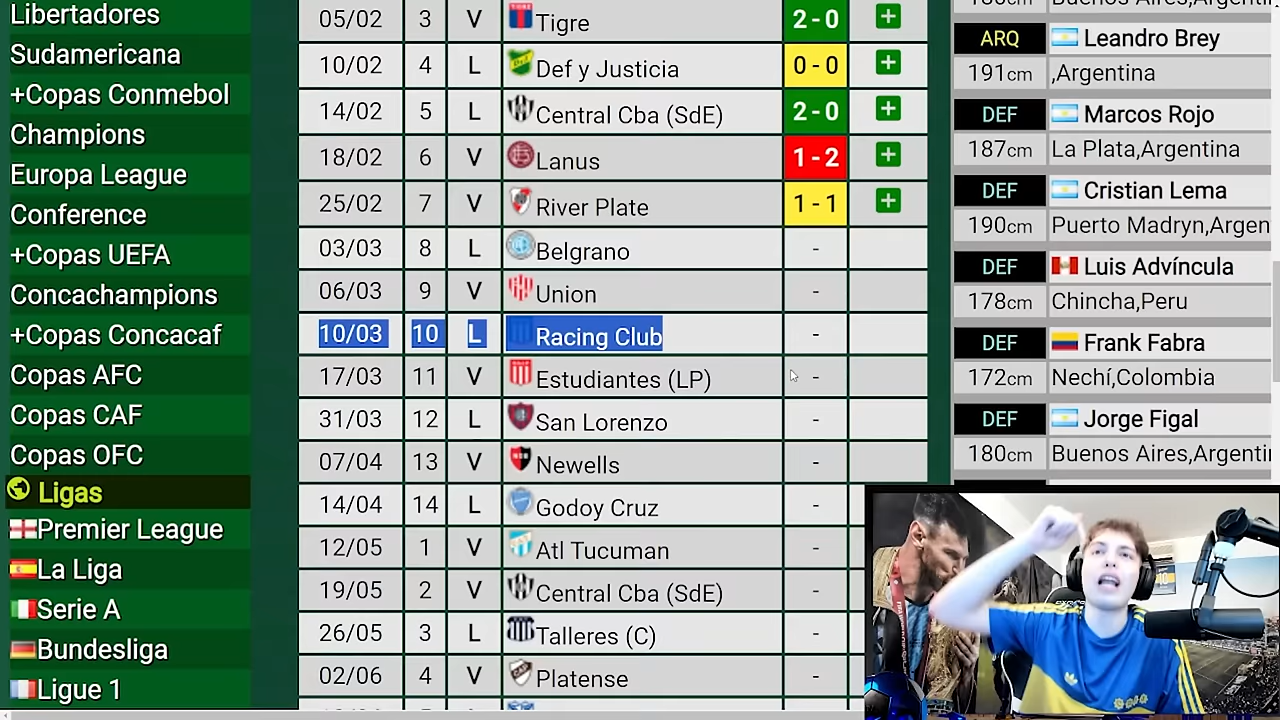 Libertadores
Sudamericana
+Copas Conmebol
Champions
Europa League
Conference
+Copas UEFA
Concachampions
+Copas Concacaf
Copas AFC
Copas CAF
Copas OFC
Ligas
Premier League
La Liga
Serie A
Bundesliga
Ligue 1
05/02 3 V Tigre 2 - 0 +
10/02 4 L Def y Justicia 0 - 0 +
14/02 5 L Central Cba (SdE) 2 - 0 +
18/02 6 V Lanus 1 - 2 +
25/02 7 V River Plate 1 - 1 +
03/03 8 L Belgrano -
06/03 9 V Union -
10/03 10 L Racing Club -
17/03 11 V Estudiantes (LP) -
31/03 12 L San Lorenzo -
07/04 13 V Newells -
14/04 14 L Godoy Cruz -
12/05 1 V Atl Tucuman -
19/05 2 V Central Cba (SdE) -
26/05 3 L Talleres (C) -
02/06 4 V Platense -
ARQ Leandro Brey
191cm ,Argentina
DEF Marcos Rojo
187cm La Plata,Argentina
DEF Cristian Lema
190cm Puerto Madryn,Argen
DEF Luis Advíncula
178cm Chincha,Peru
DEF Frank Fabra
172cm Nechí,Colombia
DEF Jorge Figal
180cm Buenos Aires,Argenti